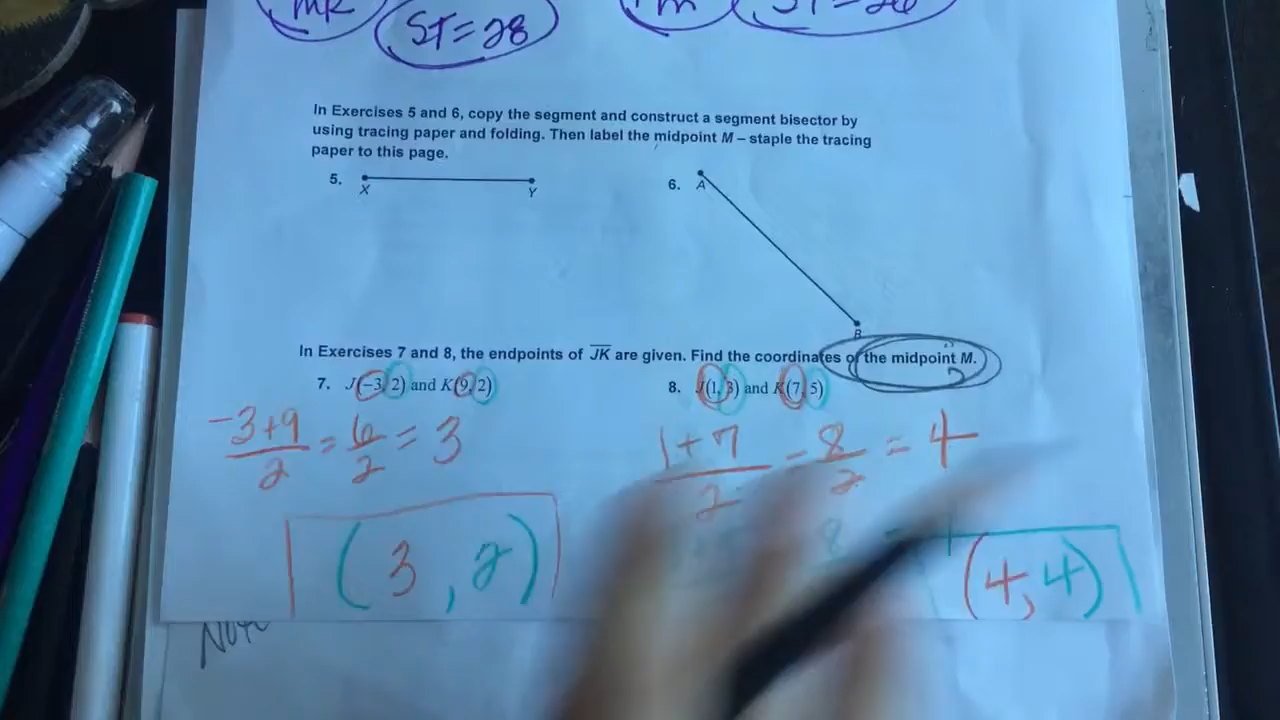 MR ST=28 M ST=26
In Exercises 5 and 6, copy the segment and construct a segment bisector by
using tracing paper and folding. Then label the midpoint M – staple the tracing
paper to this page.
5. X Y
6. A B
In Exercises 7 and 8, the endpoints of JK are given. Find the coordinates of the midpoint M.
7. J(−3, 2) and K(9, 2)
8. J(1, 3) and K(7, 5)
-3+9/2 = 6/2 = 3
1+7/2 = 8/2 = 4
(3, 2)
8
(4, 4)